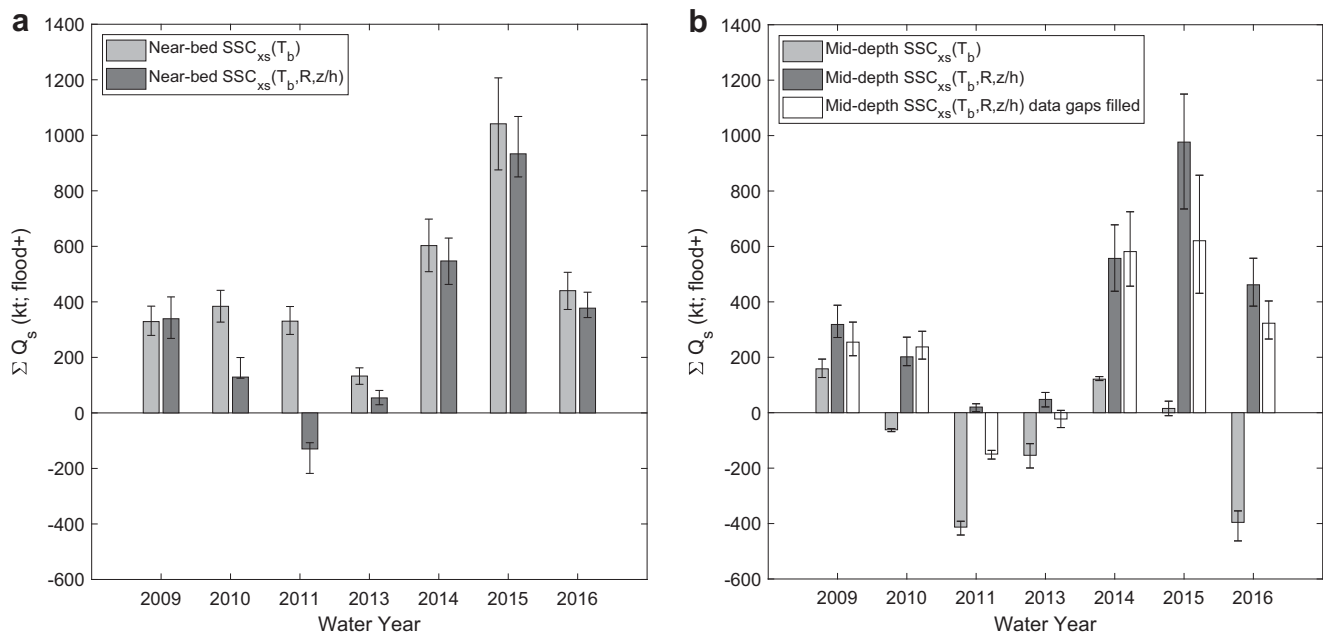 a
1400
1200
1000
800
600
400
200
0
-200
-400
-600
Σ Qs (kt; flood+)
Near-bed SSCxs(Tb)
Near-bed SSCxs(Tb,R,z/h)
2009 2010 2011 2013 2014 2015 2016
Water Year
b
1400
1200
1000
800
600
400
200
0
-200
-400
-600
Σ Qs (kt; flood+)
Mid-depth SSCxs(Tb)
Mid-depth SSCxs(Tb,R,z/h)
Mid-depth SSCxs(Tb,R,z/h) data gaps filled
2009 2010 2011 2013 2014 2015 2016
Water Year